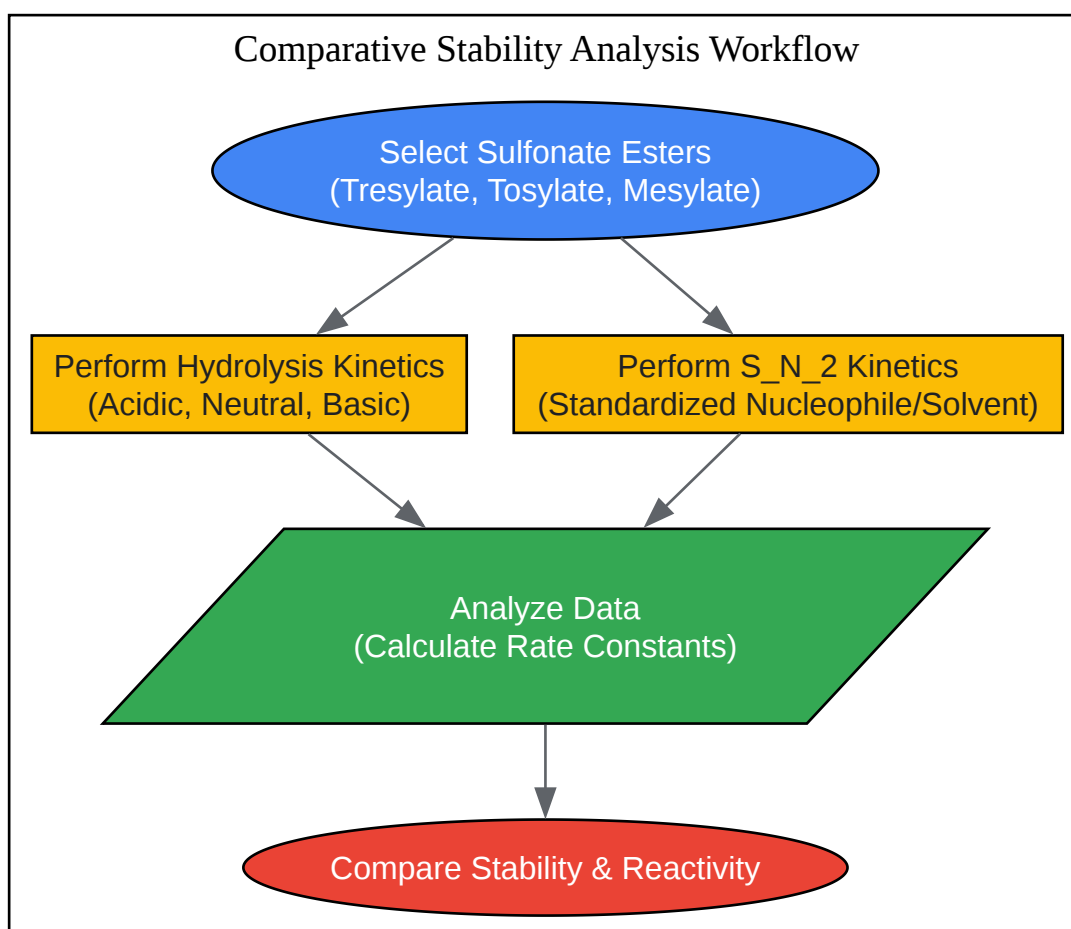 Comparative Stability Analysis Workflow
Select Sulfonate Esters
(Tresylate, Tosylate, Mesylate)
Perform Hydrolysis Kinetics
(Acidic, Neutral, Basic)
Perform S_N_2 Kinetics
(Standardized Nucleophile/Solvent)
Analyze Data
(Calculate Rate Constants)
Compare Stability & Reactivity